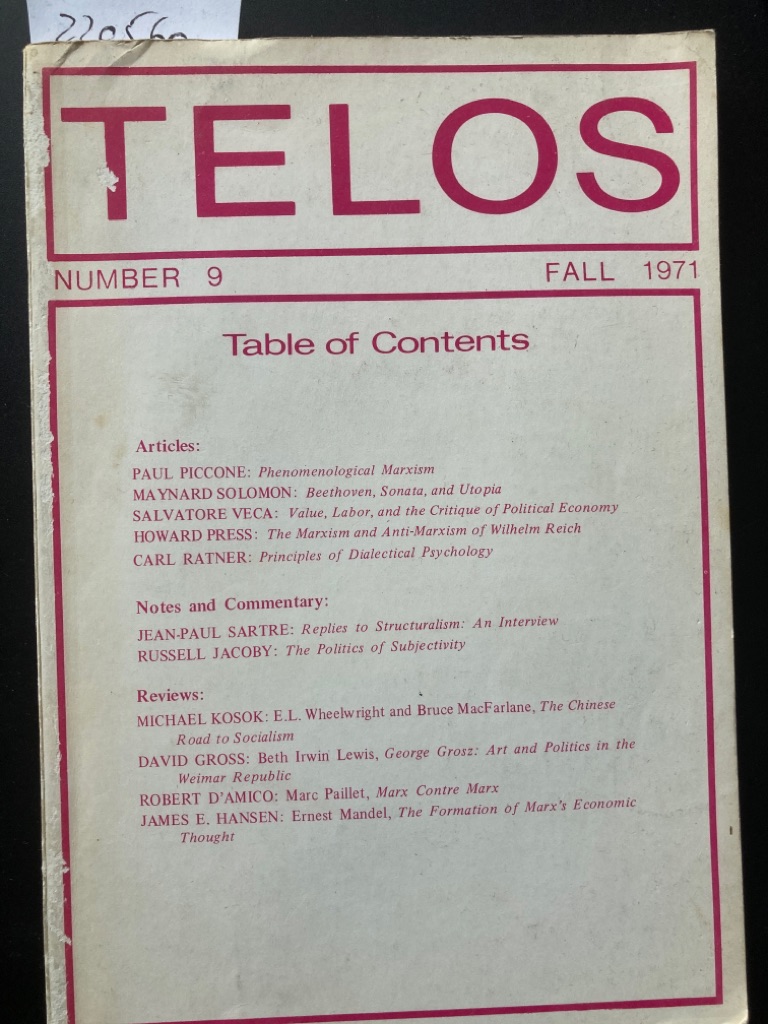 TELOS
NUMBER 9 FALL 1971
Table of Contents
Articles:
PAUL PICCONE: Phenomenological Marxism
MAYNARD SOLOMON: Beethoven, Sonata, and Utopia
SALVATORE VECA: Value, Labor, and the Critique of Political Economy
HOWARD PRESS: The Marxism and Anti-Marxism of Wilhelm Reich
CARL RATNER: Principles of Dialectical Psychology
Notes and Commentary:
JEAN-PAUL SARTRE: Replies to Structuralism: An Interview
RUSSELL JACOBY: The Politics of Subjectivity
Reviews:
MICHAEL KOSOK: E.L. Wheelwright and Bruce MacFarlane, The Chinese
Road to Socialism
DAVID GROSS: Beth Irwin Lewis, George Grosz: Art and Politics in the
Weimar Republic
ROBERT D'AMICO: Marc Paillet, Marx Contre Marx
JAMES E. HANSEN: Ernest Mandel, The Formation of Marx's Economic
Thought